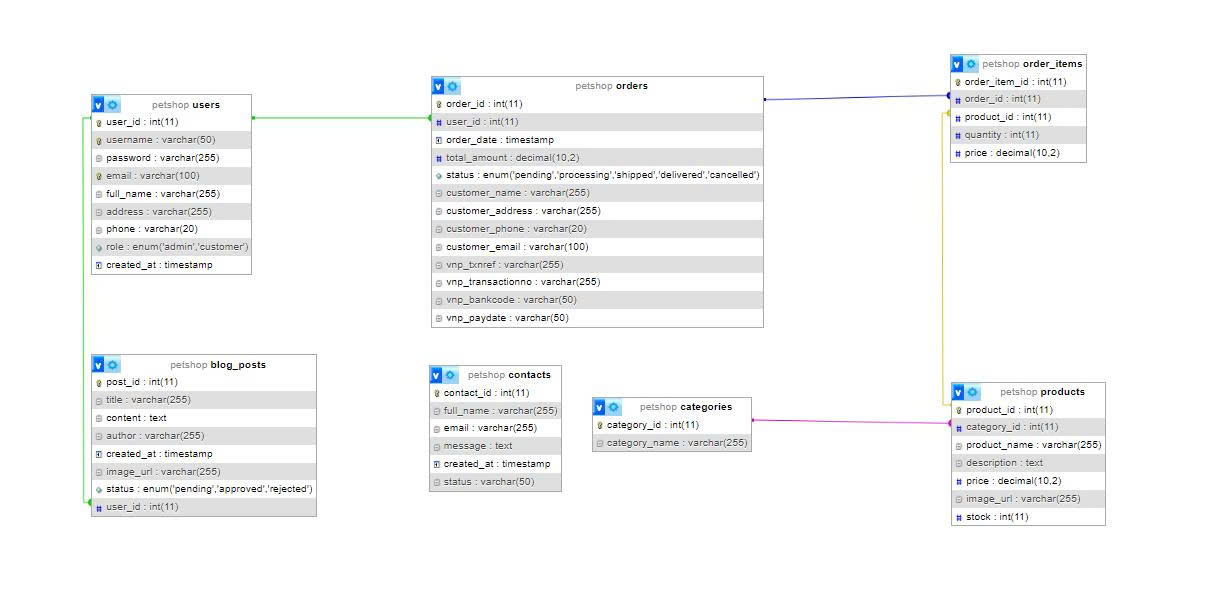 petshop users
user_id : int(11)
username : varchar(50)
password : varchar(255)
email : varchar(100)
full_name : varchar(255)
address : varchar(255)
phone : varchar(20)
role : enum('admin','customer')
created_at : timestamp
petshop orders
order_id : int(11)
user_id : int(11)
order_date : timestamp
total_amount : decimal(10,2)
status : enum('pending','processing','shipped','delivered','cancelled')
customer_name : varchar(255)
customer_address : varchar(255)
customer_phone : varchar(20)
customer_email : varchar(100)
vnp_txnref : varchar(255)
vnp_transactionno : varchar(255)
vnp_bankcode : varchar(50)
vnp_paydate : varchar(50)
petshop order_items
order_item_id : int(11)
order_id : int(11)
product_id : int(11)
quantity : int(11)
price : decimal(10,2)
petshop blog_posts
post_id : int(11)
title : varchar(255)
content : text
author : varchar(255)
created_at : timestamp
image_url : varchar(255)
status : enum('pending','approved','rejected')
user_id : int(11)
petshop contacts
contact_id : int(11)
full_name : varchar(255)
email : varchar(255)
message : text
created_at : timestamp
status : varchar(50)
petshop categories
category_id : int(11)
category_name : varchar(255)
petshop products
product_id : int(11)
category_id : int(11)
product_name : varchar(255)
description : text
price : decimal(10,2)
image_url : varchar(255)
stock : int(11)